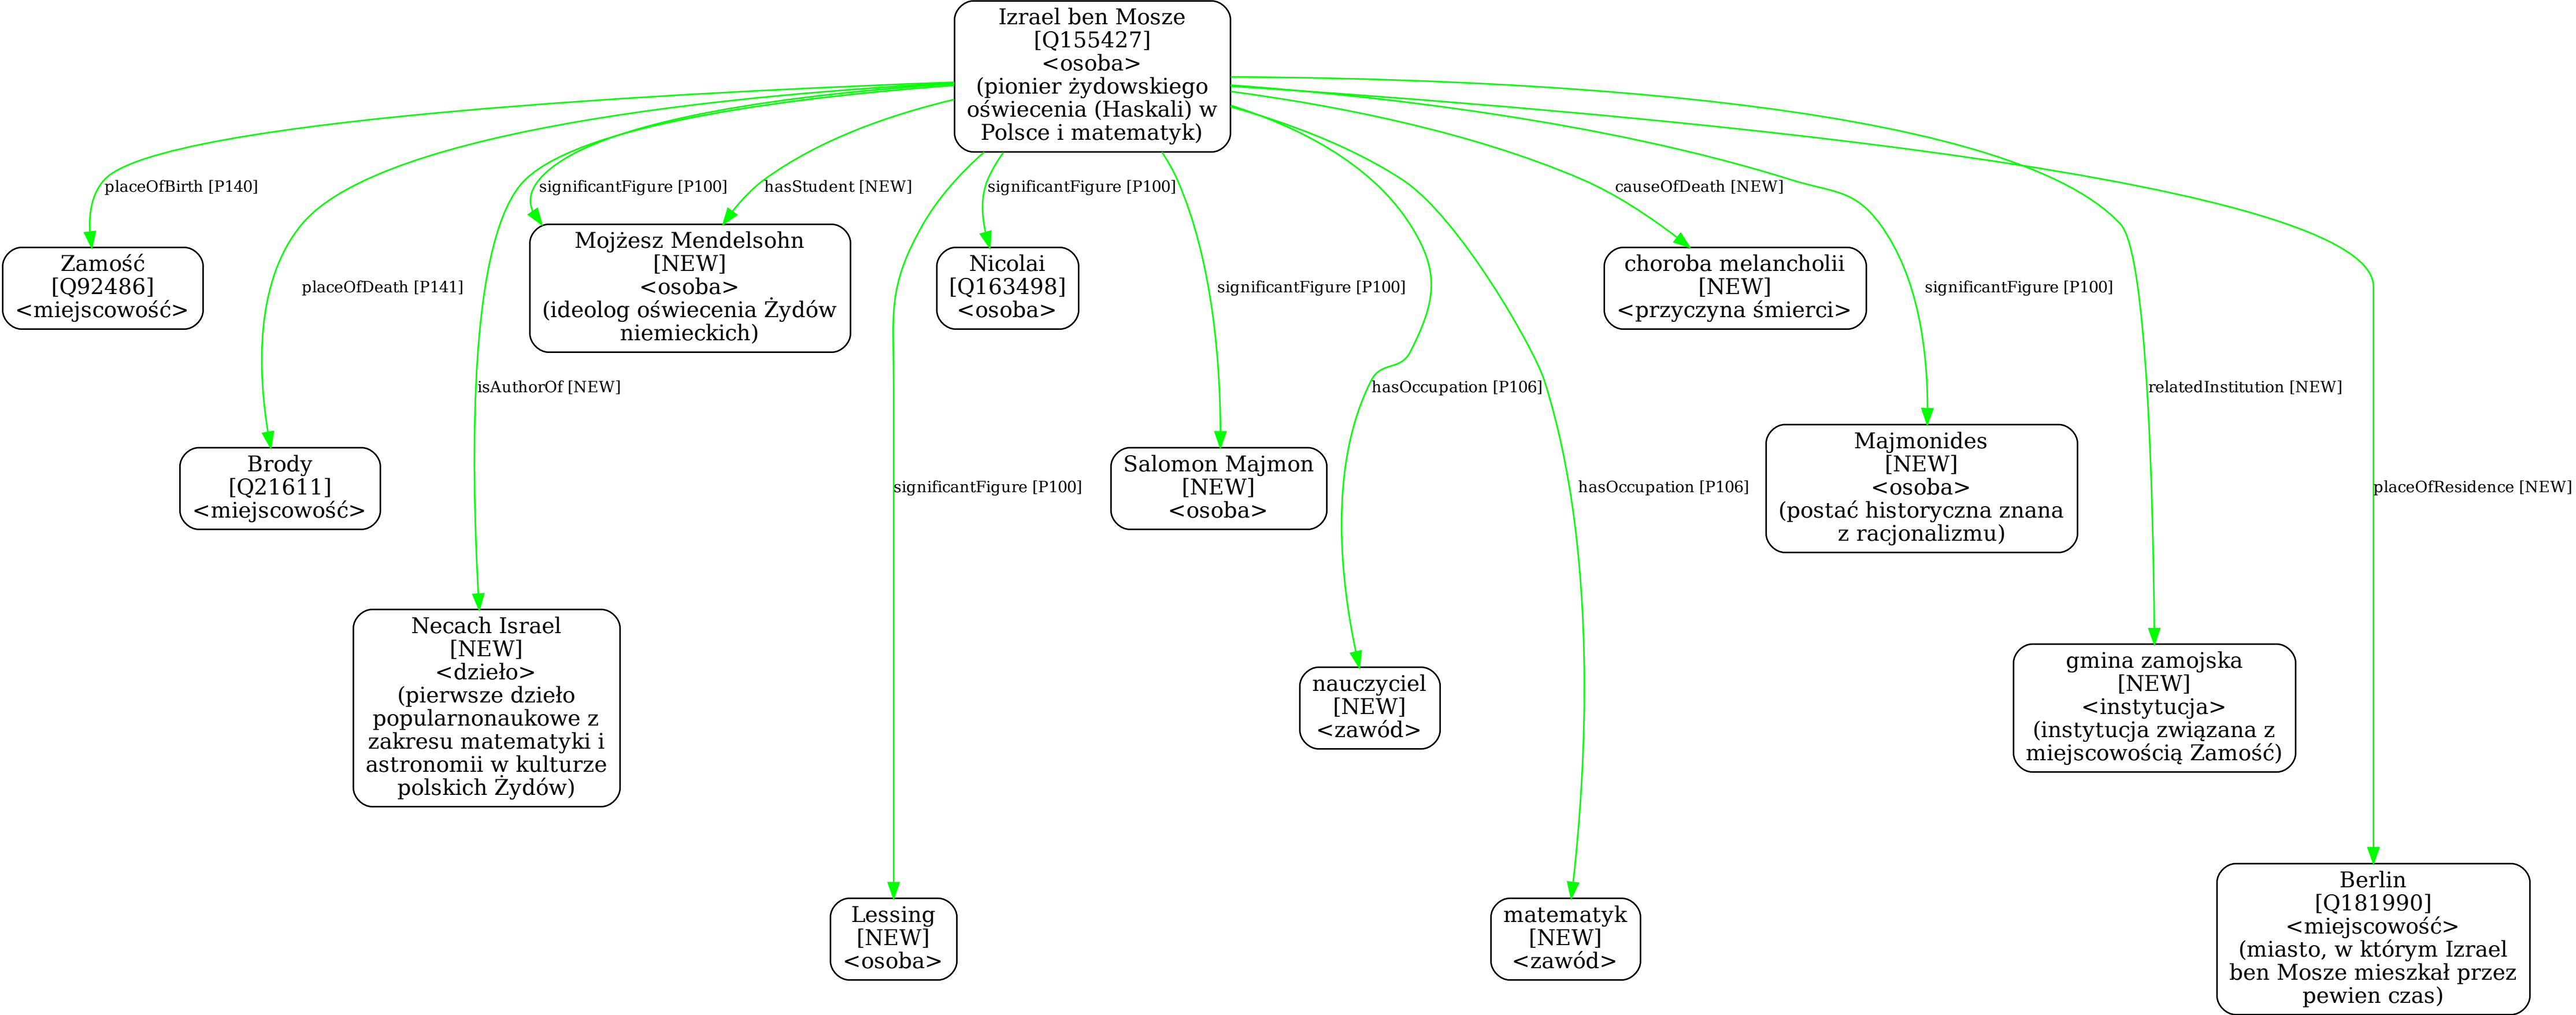 Izrael ben Mosze
[Q155427]
<osoba>
(pionier żydowskiego
oświecenia (Haskali) w
Polsce i matematyk)
placeOfBirth [P140]
significantFigure [P100]
hasStudent [NEW]
significantFigure [P100]
causeOfDeath [NEW]
Zamość
[Q92486]
<miejscowość>
placeOfDeath [P141]
Mojżesz Mendelsohn
[NEW]
<osoba>
(ideolog oświecenia Żydów
niemieckich)
Nicolai
[Q163498]
<osoba>
significantFigure [P100]
choroba melancholii
[NEW]
<przyczyna śmierci>
significantFigure [P100]
isAuthorOf [NEW]
hasOccupation [P106]
relatedInstitution [NEW]
Brody
[Q21611]
<miejscowość>
significantFigure [P100]
Salomon Majmon
[NEW]
<osoba>
hasOccupation [P106]
Majmonides
[NEW]
<osoba>
(postać historyczna znana
z racjonalizmu)
placeOfResidence [NEW]
Necach Israel
[NEW]
<dzieło>
(pierwsze dzieło
popularnonaukowe z
zakresu matematyki i
astronomii w kulturze
polskich Żydów)
nauczyciel
[NEW]
<zawód>
gmina zamojska
[NEW]
<instytucja>
(instytucja związana z
miejscowością Zamość)
Lessing
[NEW]
<osoba>
matematyk
[NEW]
<zawód>
Berlin
[Q181990]
<miejscowość>
(miasto, w którym Izrael
ben Mosze mieszkał przez
pewien czas)